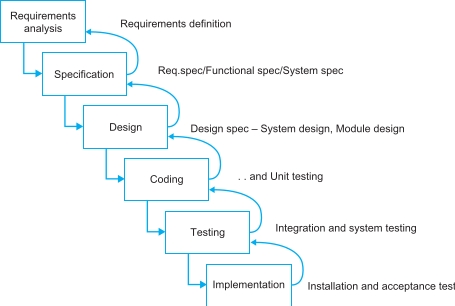 Requirements
analysis
Requirements definition
Specification
Req.spec/Functional spec/System spec
Design
Design spec – System design, Module design
Coding
. . and Unit testing
Testing
Integration and system testing
Implementation
Installation and acceptance test